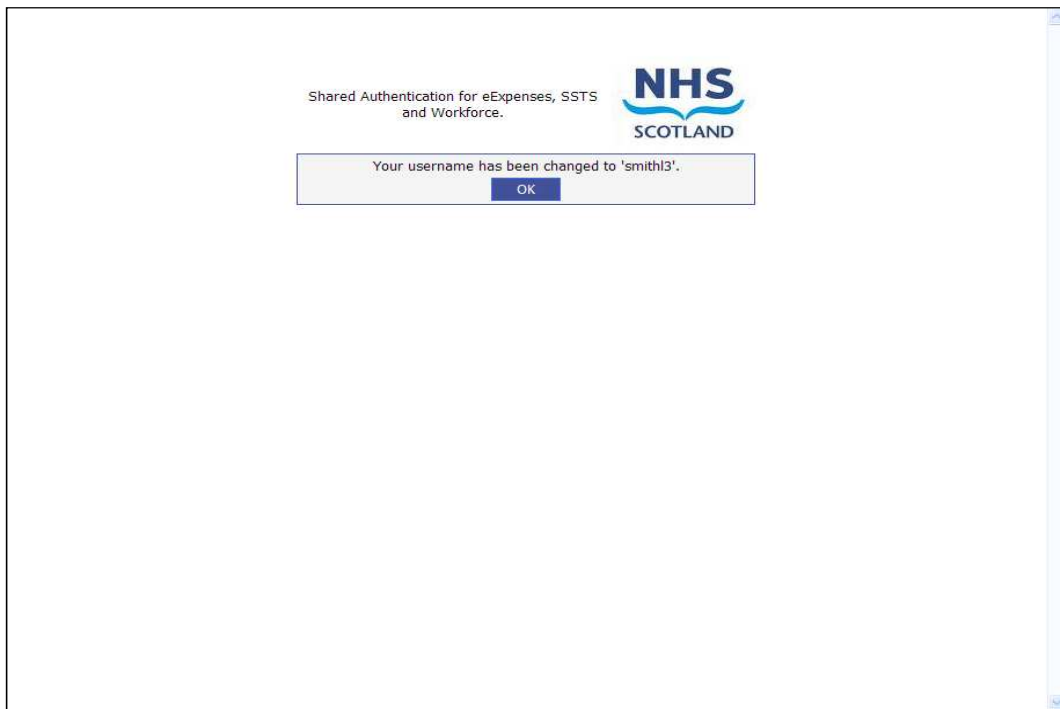 Shared Authentication for eExpenses, SSTS
and Workforce.
NHS
SCOTLAND
Your username has been changed to 'smithl3'.
OK